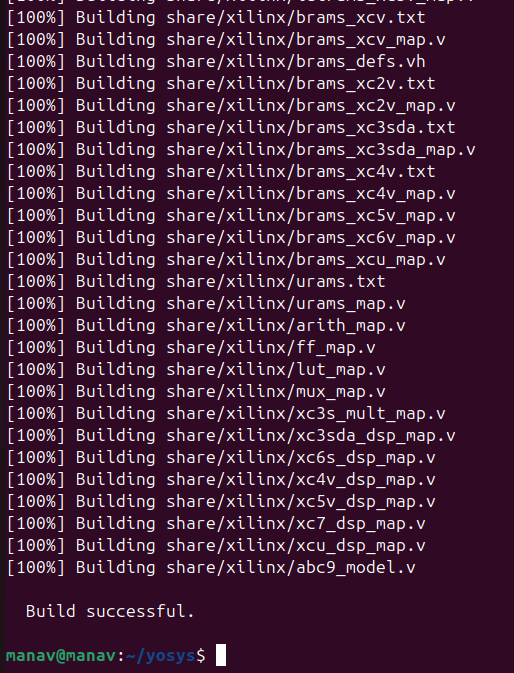 [100%] Building share/xilinx/brams_xcv.txt
[100%] Building share/xilinx/brams_xcv_map.v
[100%] Building share/xilinx/brams_defs.vh
[100%] Building share/xilinx/brams_xc2v.txt
[100%] Building share/xilinx/brams_xc2v_map.v
[100%] Building share/xilinx/brams_xc3sda.txt
[100%] Building share/xilinx/brams_xc3sda_map.v
[100%] Building share/xilinx/brams_xc4v.txt
[100%] Building share/xilinx/brams_xc4v_map.v
[100%] Building share/xilinx/brams_xc5v_map.v
[100%] Building share/xilinx/brams_xc6v_map.v
[100%] Building share/xilinx/brams_xcu_map.v
[100%] Building share/xilinx/urams.txt
[100%] Building share/xilinx/urams_map.v
[100%] Building share/xilinx/arith_map.v
[100%] Building share/xilinx/ff_map.v
[100%] Building share/xilinx/lut_map.v
[100%] Building share/xilinx/mux_map.v
[100%] Building share/xilinx/xc3s_mult_map.v
[100%] Building share/xilinx/xc3sda_dsp_map.v
[100%] Building share/xilinx/xc6s_dsp_map.v
[100%] Building share/xilinx/xc4v_dsp_map.v
[100%] Building share/xilinx/xc5v_dsp_map.v
[100%] Building share/xilinx/xc7_dsp_map.v
[100%] Building share/xilinx/xcu_dsp_map.v
[100%] Building share/xilinx/abc9_model.v
Build successful.
manav@manav:~/yosys$